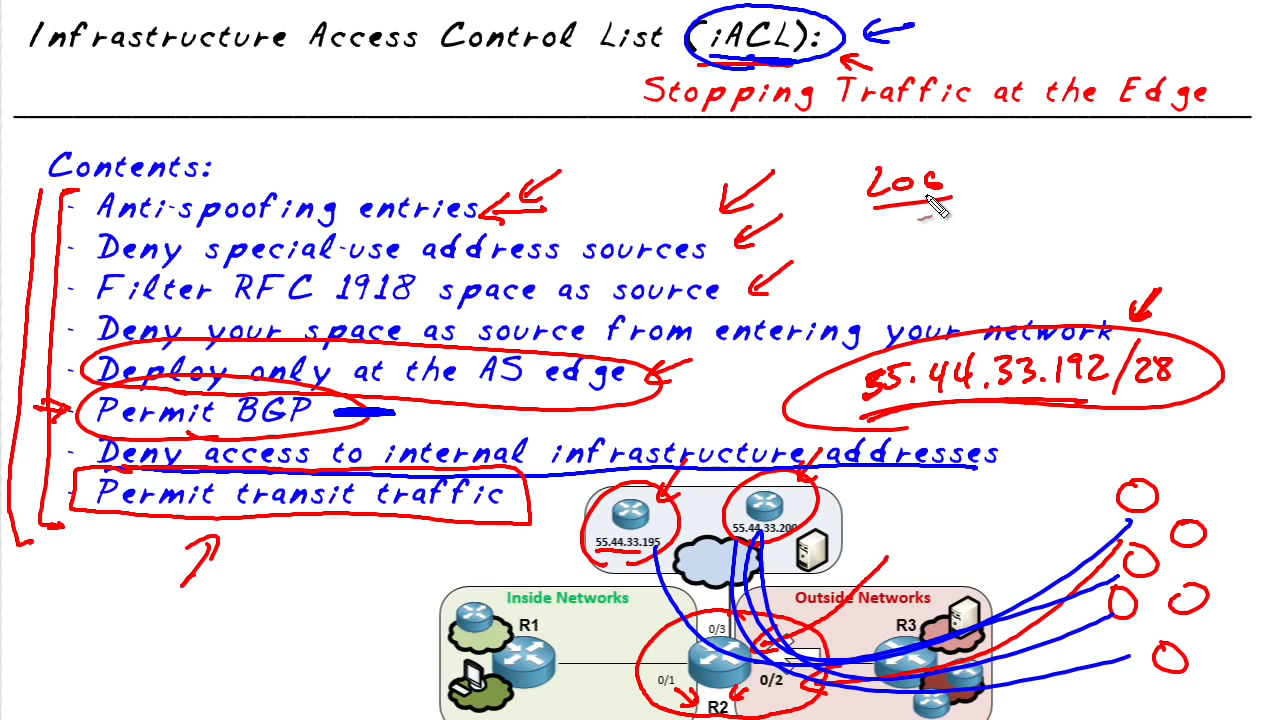 Infrastructure Access Control List (iACL):
Stopping Traffic at the Edge
Contents:
- Anti-spoofing entries
- Deny special-use address sources
- Filter RFC 1918 space as source
- Deny your space as source from entering your network
- Deploy only at the AS edge
- Permit BGP
- Deny access to internal infrastructure addresses
- Permit transit traffic
LOG
55.44.33.192/28
55.44.33.195
55.44.33.200
Inside Networks
Outside Networks
R1
0/3
R3
0/1
0/2
R2